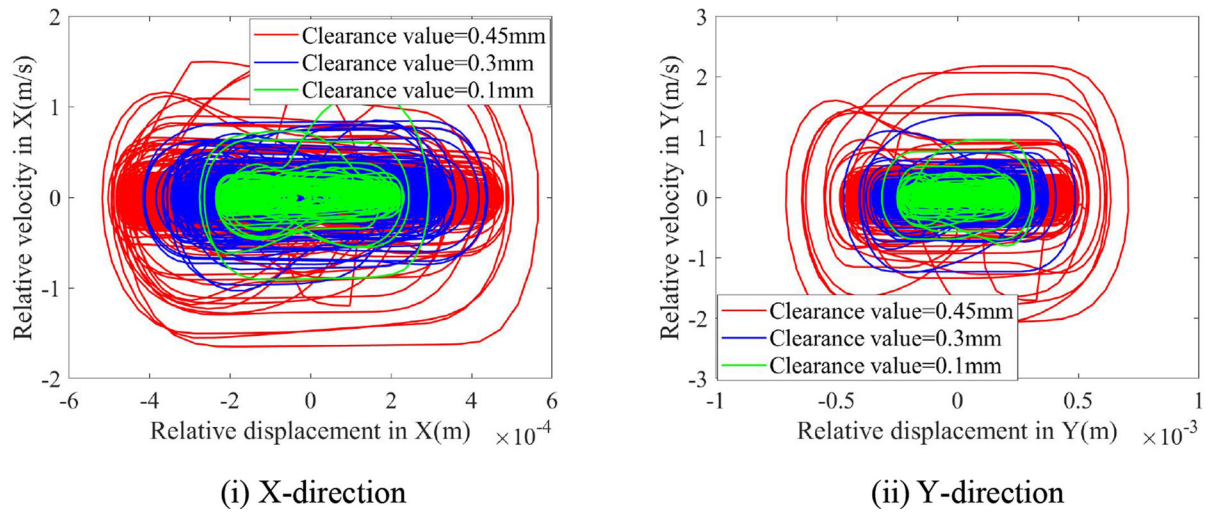 Relative velocity in X(m/s)
2
1
0
-1
-2
Clearance value=0.45mm
Clearance value=0.3mm
Clearance value=0.1mm
-6
-4
-2
0
2
4
6
Relative displacement in X(m)
×10-4
(i) X-direction
Relative velocity in Y(m/s)
3
2
1
0
-1
-2
-3
Clearance value=0.45mm
Clearance value=0.3mm
Clearance value=0.1mm
-1
-0.5
0
0.5
1
Relative displacement in Y(m)
×10-3
(ii) Y-direction